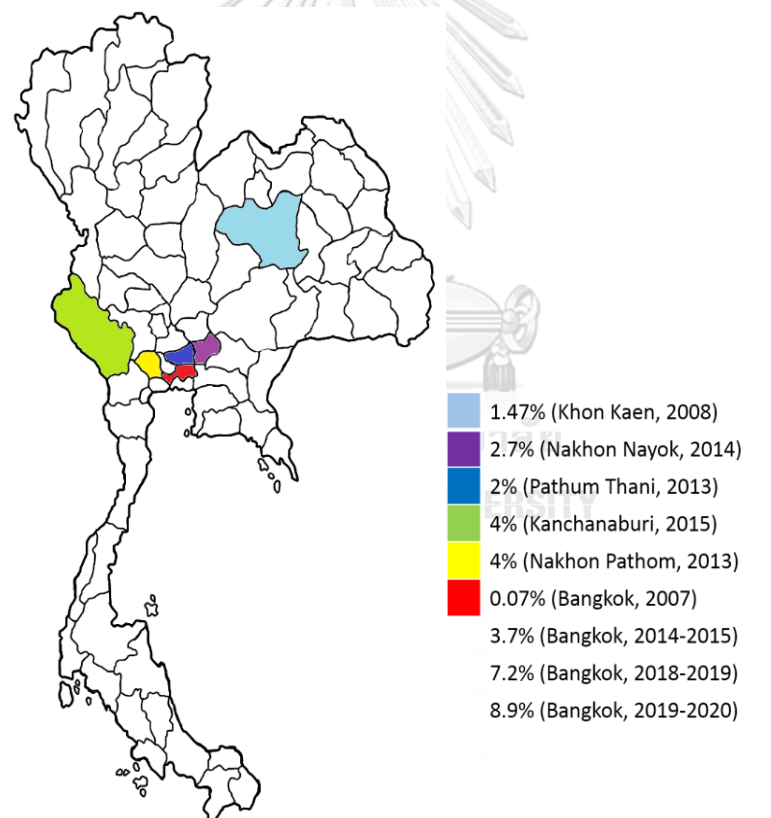 1.47% (Khon Kaen, 2008)
2.7% (Nakhon Nayok, 2014)
2% (Pathum Thani, 2013)
4% (Kanchanaburi, 2015)
4% (Nakhon Pathom, 2013)
0.07% (Bangkok, 2007)
3.7% (Bangkok, 2014-2015)
7.2% (Bangkok, 2018-2019)
8.9% (Bangkok, 2019-2020)